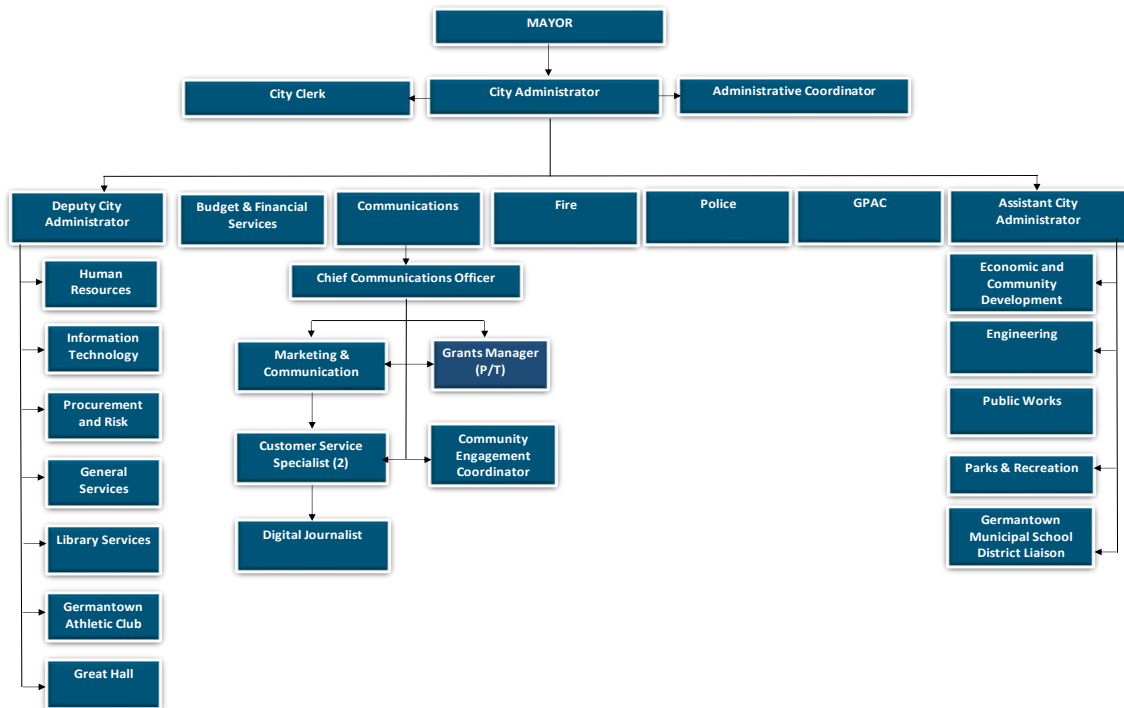 MAYOR
City Clerk
City Administrator
Administrative Coordinator
Deputy City
Administrator
Budget & Financial
Services
Communications
Fire
Police
GPAC
Assistant City
Administrator
Human
Resources
Information
Technology
Procurement
and Risk
General
Services
Library Services
Germantown
Athletic Club
Great Hall
Chief Communications Officer
Marketing &
Communication
Grants Manager
(P/T)
Customer Service
Specialist (2)
Community
Engagement
Coordinator
Digital Journalist
Economic and
Community
Development
Engineering
Public Works
Parks & Recreation
Germantown
Municipal School
District Liaison